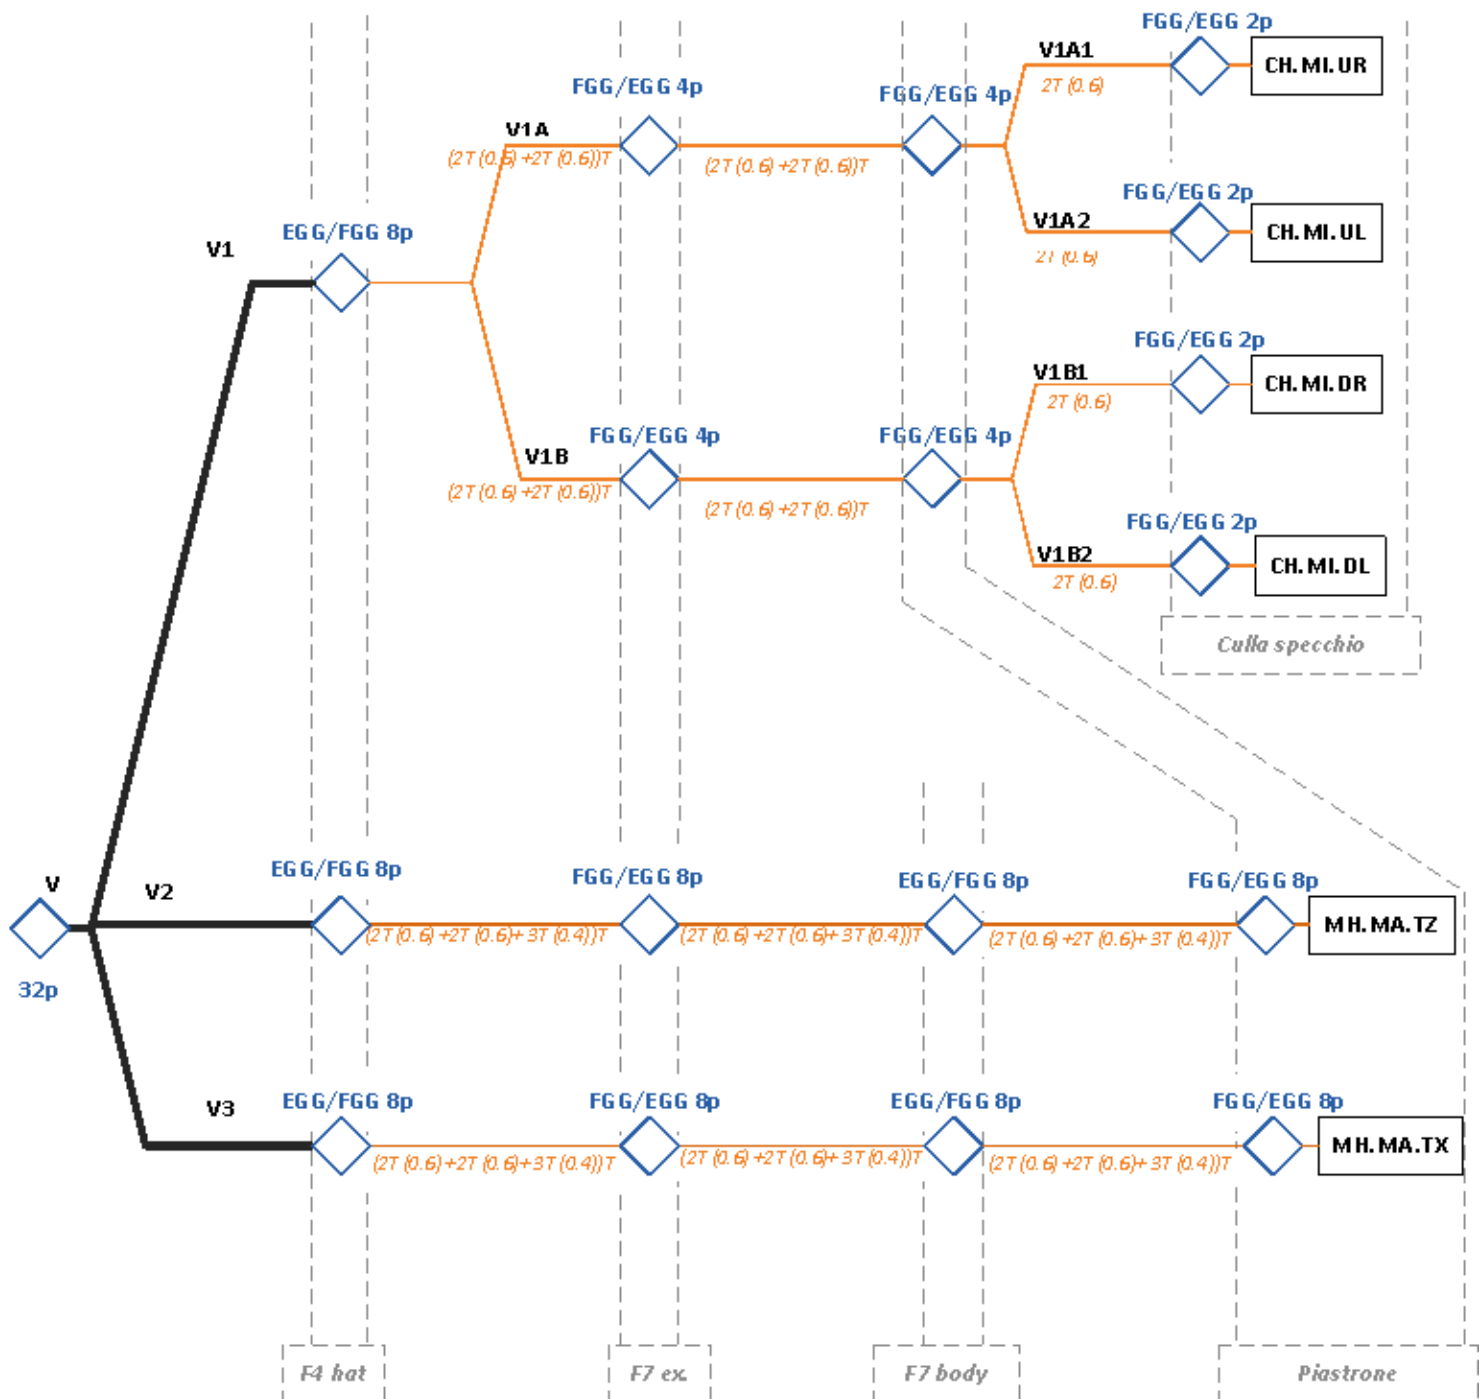 FGG/EGG 2p
V1A1
CH.MI.UR
2T (0.6)
FGG/EGG 4p
FGG/EGG 4p
V1A
(2T (0.6) +2T (0.6))T
(2T (0.6) +2T (0.6))T
FGG/EGG 2p
V1A2
CH.MI.UL
2T (0.6)
V1
EGG/FGG 8p
FGG/EGG 2p
V1B1
CH.MI.DR
2T (0.6)
FGG/EGG 4p
FGG/EGG 4p
V1B
(2T (0.6) +2T (0.6))T
(2T (0.6) +2T (0.6))T
FGG/EGG 2p
V1B2
CH.MI.DL
2T (0.6)
Culla specchio
V
V2
EGG/FGG 8p
FGG/EGG 8p
EGG/FGG 8p
FGG/EGG 8p
MH.MA.TZ
(2T (0.6) +2T (0.6)+ 3T (0.4))T
(2T (0.6) +2T (0.6)+ 3T (0.4))T
(2T (0.6) +2T (0.6)+ 3T (0.4))T
32p
V3
EGG/FGG 8p
FGG/EGG 8p
EGG/FGG 8p
FGG/EGG 8p
MH.MA.TX
(2T (0.6) +2T (0.6)+ 3T (0.4))T
(2T (0.6) +2T (0.6)+ 3T (0.4))T
(2T (0.6) +2T (0.6)+ 3T (0.4))T
F4 hat
F7 ex.
F7 body
Piastrone